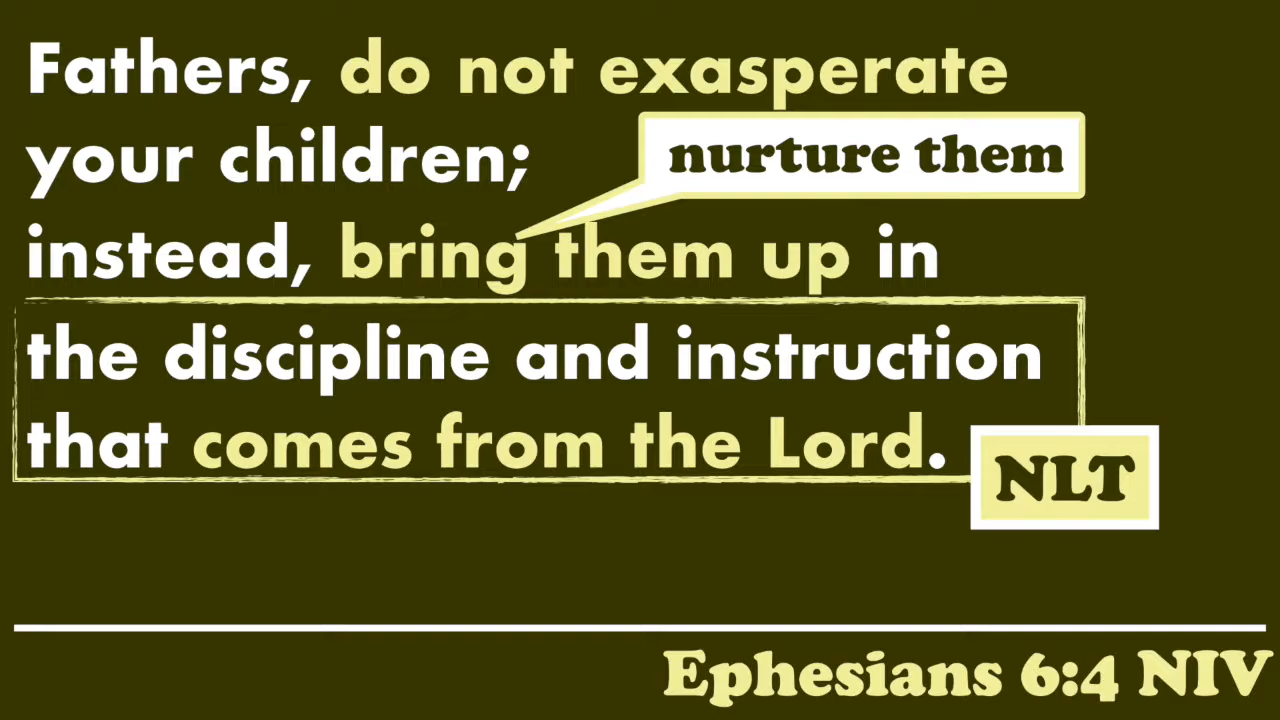 Fathers, do not exasperate
your children;
nurture them
instead, bring them up in
the discipline and instruction
that comes from the Lord.
NLT
Ephesians 6:4 NIV